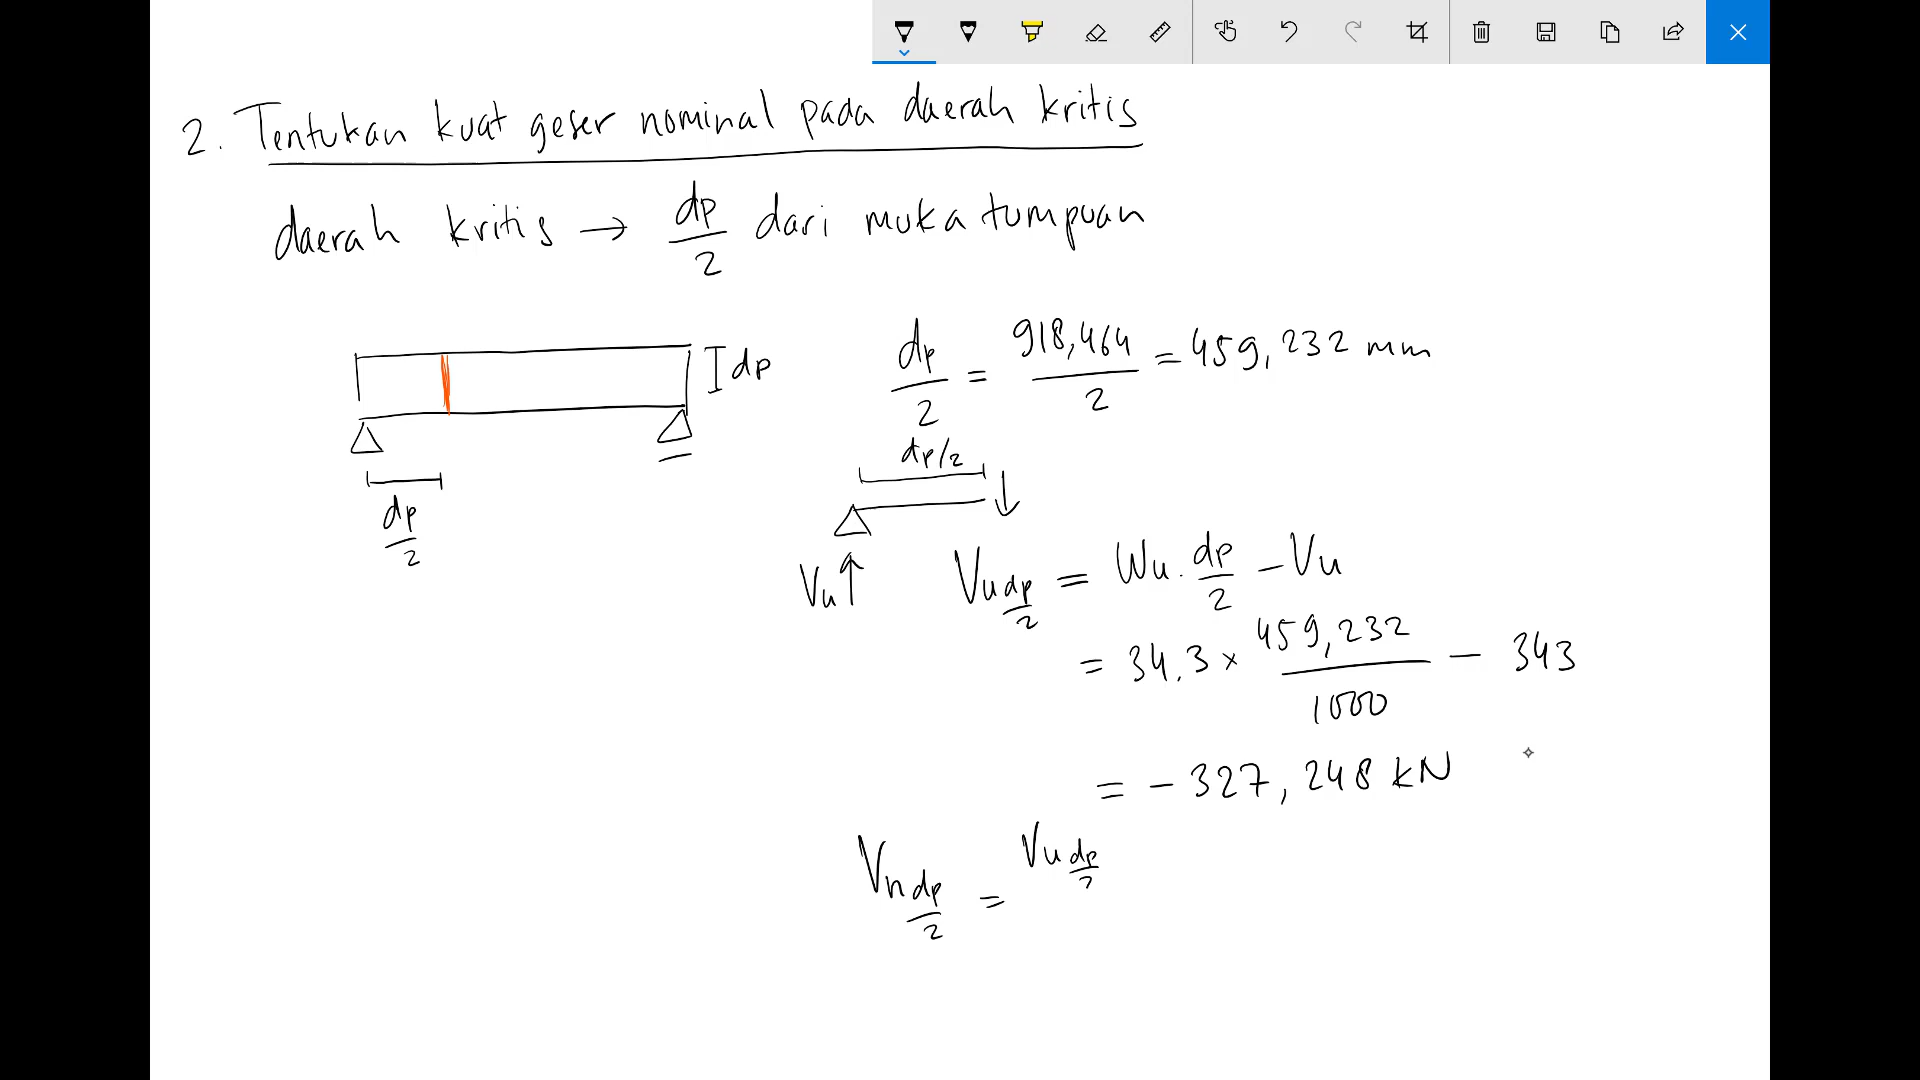 2. Tentukan kuat geser nominal pada daerah kritis
daerah kritis → dp/2 dari muka tumpuan
dp
dp/2
dp/2 = 918,464/2 = 459,232 mm
dp/2
Vu↑
Vu dp/2 = Wu . dp/2 - Vu
= 34.3 x 459,232/1000 - 343
= - 327,248 kN
Vn dp/2 = Vu dp/2